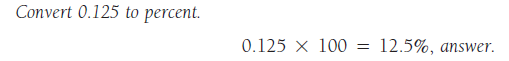 Convert 0.125 to percent.
0.125 × 100 = 12.5%, answer.